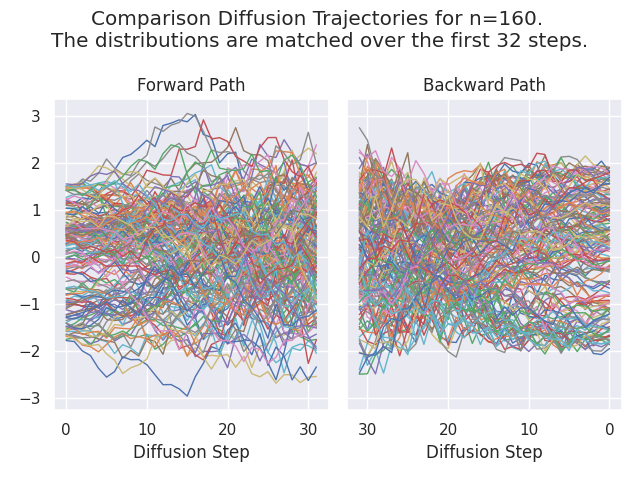 Comparison Diffusion Trajectories for n=160.
The distributions are matched over the first 32 steps.
Forward Path
Backward Path
3
2
1
0
−1
−2
−3
0
10
20
30
30
20
10
0
Diffusion Step
Diffusion Step